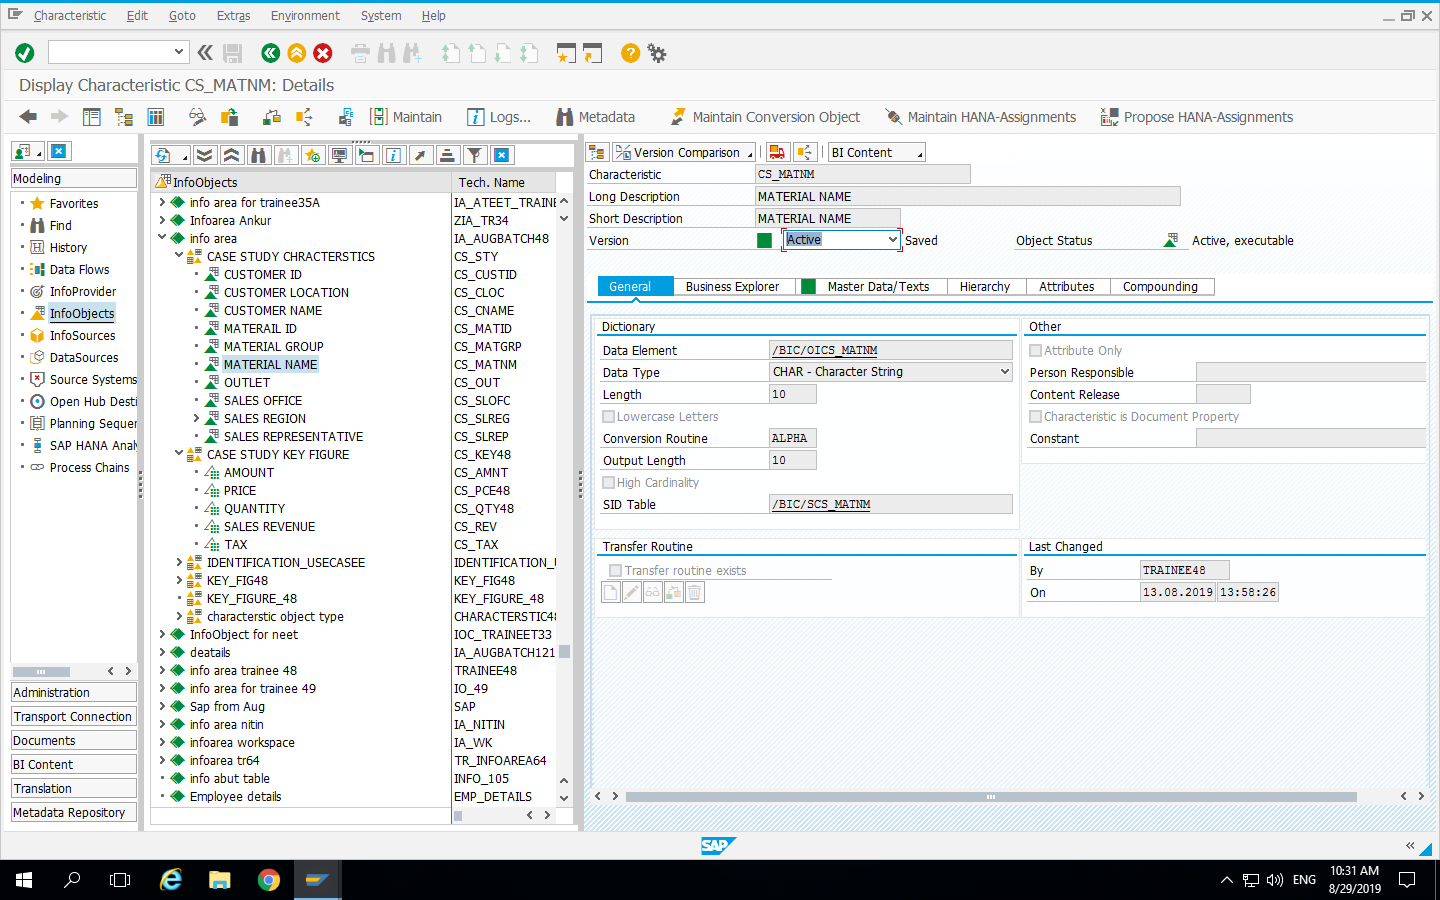 Characteristic Edit Goto Extras Environment System Help
Display Characteristic CS_MATNM: Details
Maintain Logs... Metadata Maintain Conversion Object Maintain HANA-Assignments Propose HANA-Assignments
Modeling
Favorites
Find
History
Data Flows
InfoProvider
InfoObjects
InfoSources
DataSources
Source Systems
Open Hub Desti
Planning Sequer
SAP HANA Analy
Process Chains
Administration
Transport Connection
Documents
BI Content
Translation
Metadata Repository
InfoObjects Tech. Name
info area for trainee35A IA_ATEET_TRAINE
Infoarea Ankur ZIA_TR34
info area IA_AUGBATCH48
CASE STUDY CHRACTERSTICS CS_STY
CUSTOMER ID CS_CUSTID
CUSTOMER LOCATION CS_CLOC
CUSTOMER NAME CS_CNAME
MATERAIL ID CS_MATID
MATERIAL GROUP CS_MATGRP
MATERIAL NAME CS_MATNM
OUTLET CS_OUT
SALES OFFICE CS_SLOFC
SALES REGION CS_SLREG
SALES REPRESENTATIVE CS_SLREP
CASE STUDY KEY FIGURE CS_KEY48
AMOUNT CS_AMNT
PRICE CS_PCE48
QUANTITY CS_QTY48
SALES REVENUE CS_REV
TAX CS_TAX
IDENTIFICATION_USECASEE IDENTIFICATION_U
KEY_FIG48 KEY_FIG48
KEY_FIGURE_48 KEY_FIGURE_48
characterstic object type CHARACTERSTIC48
InfoObject for neet IOC_TRAINEET33
deatails IA_AUGBATCH121
info area trainee 48 TRAINEE48
info area for trainee 49 IO_49
Sap from Aug SAP
info area nitin IA_NITIN
infoarea workspace IA_WK
infoarea tr64 TR_INFOAREA64
info abut table INFO_105
Employee details EMP_DETAILS
Version Comparison BI Content
Characteristic CS_MATNM
Long Description MATERIAL NAME
Short Description MATERIAL NAME
Version Active Saved Object Status Active, executable
General Business Explorer Master Data/Texts Hierarchy Attributes Compounding
Dictionary
Data Element /BIC/OICS_MATNM
Data Type CHAR - Character String
Length 10
Lowercase Letters
Conversion Routine ALPHA
Output Length 10
High Cardinality
SID Table /BIC/SCS_MATNM
Other
Attribute Only
Person Responsible
Content Release
Characteristic is Document Property
Constant
Transfer Routine
Transfer routine exists
Last Changed
By TRAINEE48
On 13.08.2019 13:58:26
SAP
ENG
10:31 AM
8/29/2019